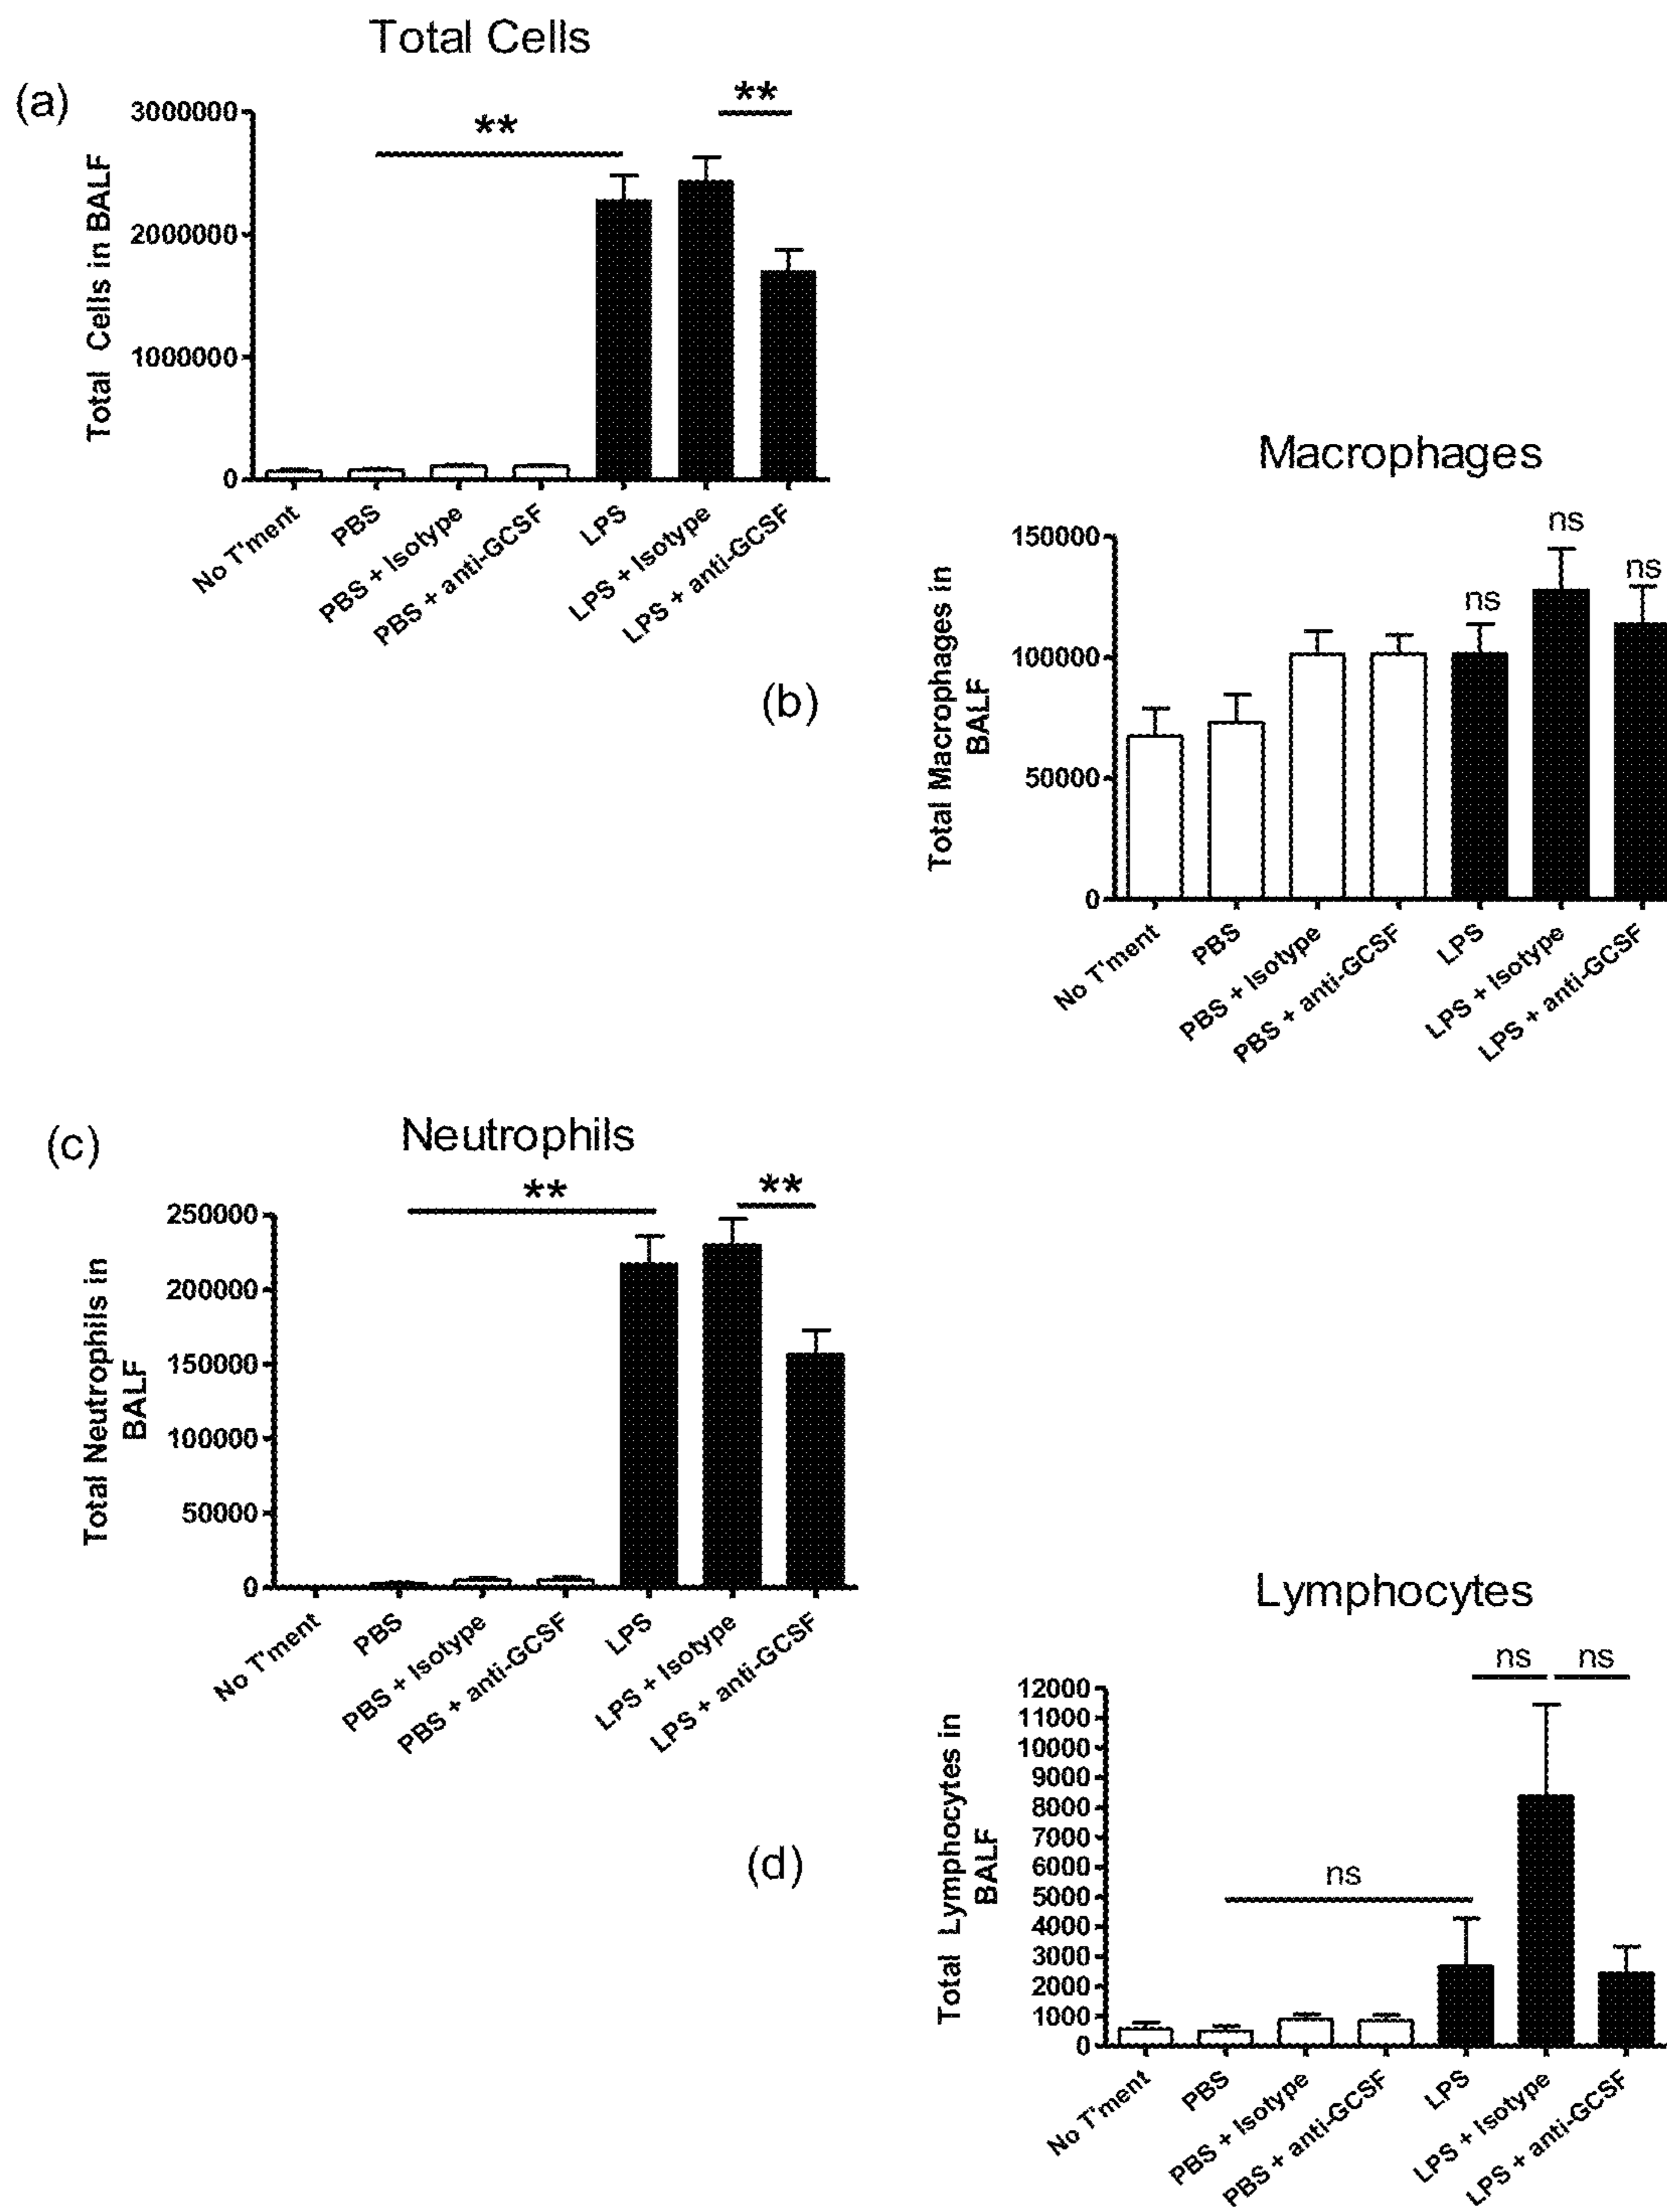 Total Cells
(a)
**
**
Total Cells in BALF
3000000
2000000
1000000
0
No T'ment
PBS
PBS + Isotype
PBS + anti-GCSF
LPS
LPS + Isotype
LPS + anti-GCSF
Macrophages
(b)
ns
ns
ns
Total Macrophages in
BALF
150000
100000
50000
0
No T'ment
PBS
PBS + Isotype
PBS + anti-GCSF
LPS
LPS + Isotype
LPS + anti-GCSF
(c)
Neutrophils
**
**
Total Neutrophils in
BALF
250000
200000
150000
100000
50000
0
No T'ment
PBS
PBS + Isotype
PBS + anti-GCSF
LPS
LPS + Isotype
LPS + anti-GCSF
Lymphocytes
(d)
ns
ns
ns
Total Lymphocytes in
BALF
12000
11000
10000
9000
8000
7000
6000
5000
4000
3000
2000
1000
0
No T'ment
PBS
PBS + Isotype
PBS + anti-GCSF
LPS
LPS + Isotype
LPS + anti-GCSF